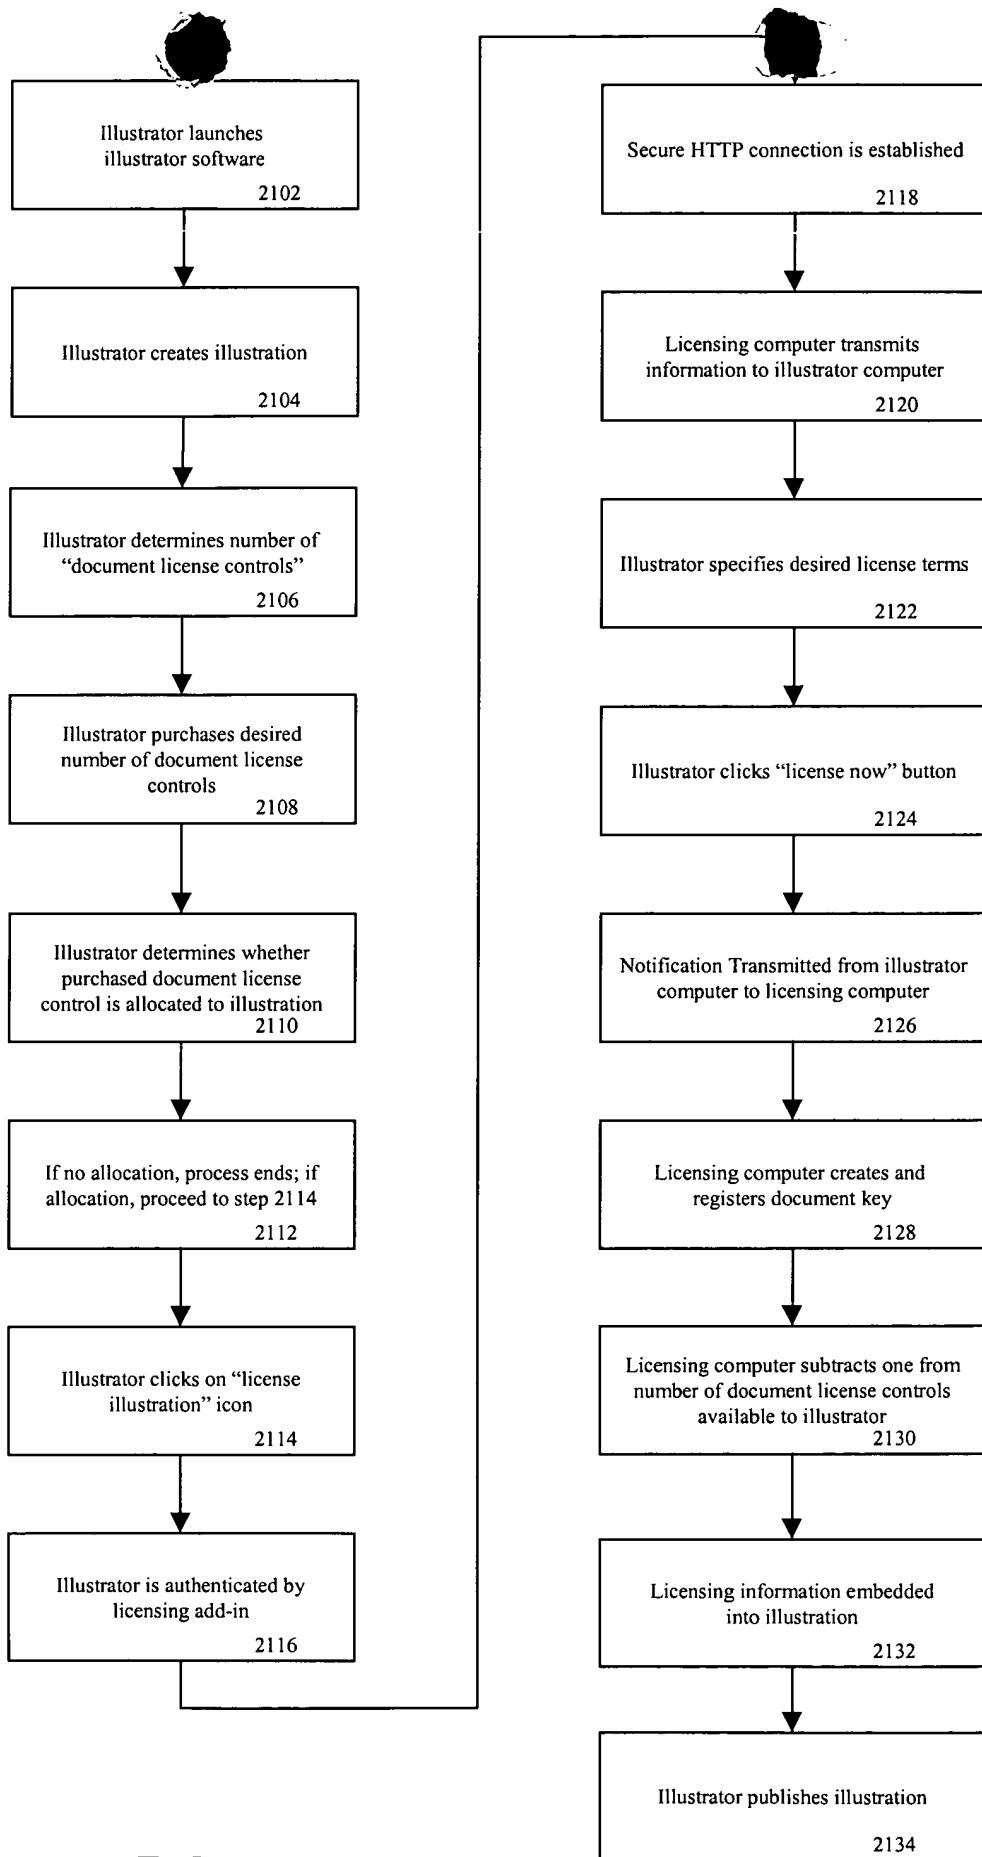 Illustrator launches
illustrator software
2102
Illustrator creates illustration
2104
Illustrator determines number of
“document license controls”
2106
Illustrator purchases desired
number of document license
controls
2108
Illustrator determines whether
purchased document license
control is allocated to illustration
2110
If no allocation, process ends; if
allocation, proceed to step 2114
2112
Illustrator clicks on “license
illustration” icon
2114
Illustrator is authenticated by
licensing add-in
2116
Secure HTTP connection is established
2118
Licensing computer transmits
information to illustrator computer
2120
Illustrator specifies desired license terms
2122
Illustrator clicks “license now” button
2124
Notification Transmitted from illustrator
computer to licensing computer
2126
Licensing computer creates and
registers document key
2128
Licensing computer subtracts one from
number of document license controls
available to illustrator
2130
Licensing information embedded
into illustration
2132
Illustrator publishes illustration
2134